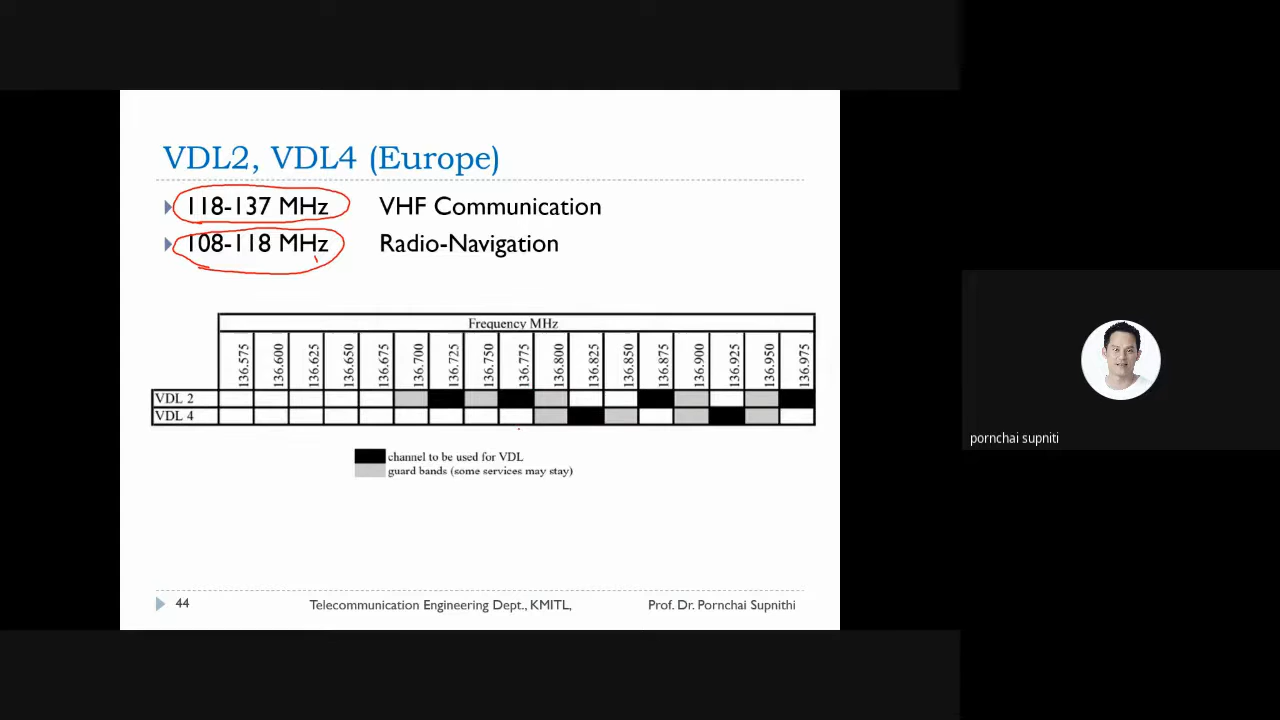 VDL2, VDL4 (Europe)
118-137 MHz VHF Communication
108-118 MHz Radio-Navigation
Frequency MHz
136.575 136.600 136.625 136.650 136.675 136.700 136.725 136.750 136.775 136.800 136.825 136.850 136.875 136.900 136.925 136.950 136.975
VDL 2
VDL 4
channel to be used for VDL
guard bands (some services may stay)
pornchai supniti
44 Telecommunication Engineering Dept., KMITL, Prof. Dr. Pornchai Supnithi